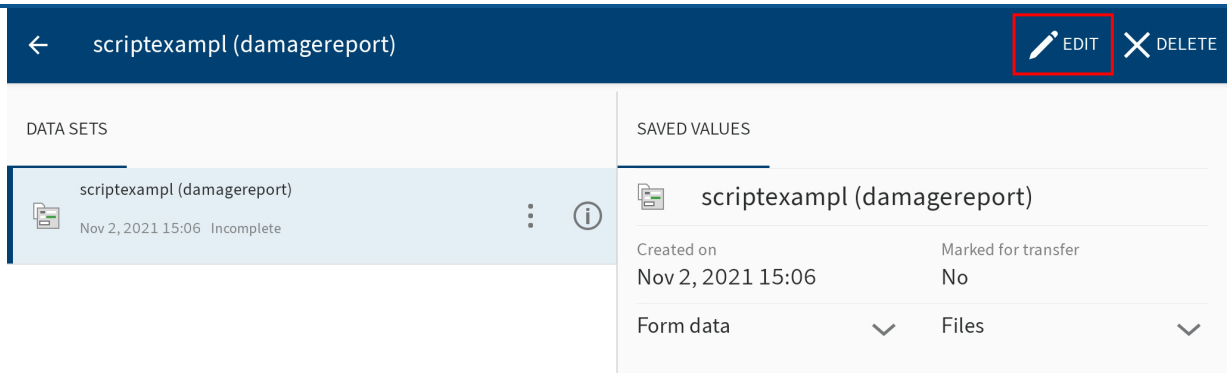 scriptexampl (damagereport)
EDIT
DELETE
DATA SETS
scriptexampl (damagereport)
Nov 2, 2021 15:06 Incomplete
SAVED VALUES
scriptexampl (damagereport)
Created on
Nov 2, 2021 15:06
Marked for transfer
No
Form data
Files